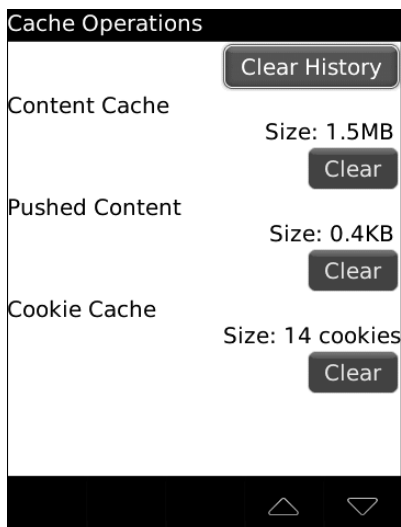 Cache Operations
Clear History
Content Cache
Size: 1.5MB
Clear
Pushed Content
Size: 0.4KB
Clear
Cookie Cache
Size: 14 cookies
Clear